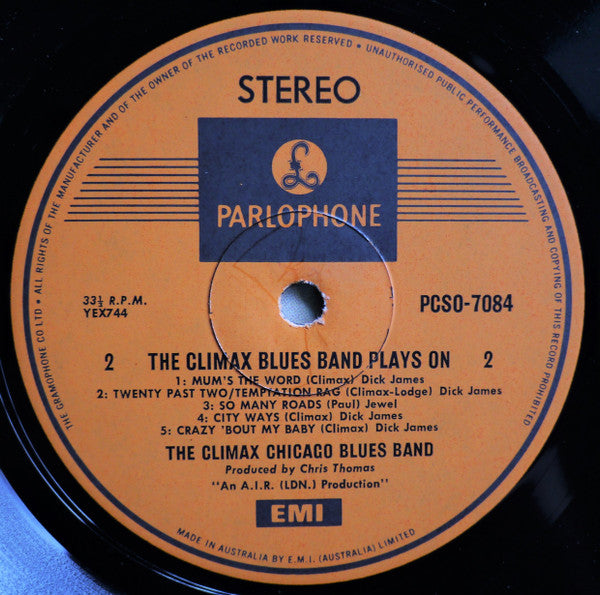 THE GRAMOPHONE CO LTD • ALL RIGHTS OF THE MANUFACTURER AND OF THE OWNER OF THE RECORDED WORK RESERVED • UNAUTHORISED PUBLIC PERFORMANCE BROADCASTING AND COPYING OF THIS RECORD PROHIBITED
STEREO
£
PARLOPHONE
33⅓ R.P.M.
YEX744
PCSO-7084
2 THE CLIMAX BLUES BAND PLAYS ON 2
1: MUM'S THE WORD (Climax) Dick James
2: TWENTY PAST TWO/TEMPTATION RAG (Climax-Lodge) Dick James
3: SO MANY ROADS (Paul) Jewel
4: CITY WAYS (Climax) Dick James
5: CRAZY 'BOUT MY BABY (Climax) Dick James
THE CLIMAX CHICAGO BLUES BAND
Produced by Chris Thomas
"An A.I.R. (LDN.) Production"
EMI
MADE IN AUSTRALIA BY E.M.I. (AUSTRALIA) LIMITED